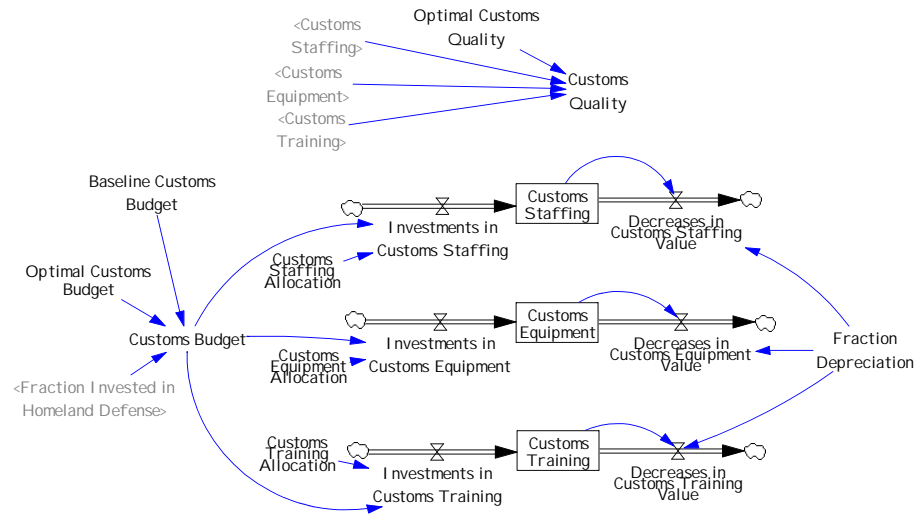 <Customs
Staffing>
Optimal Customs
Quality
<Customs
Equipment>
Customs
Quality
<Customs
Training>
Baseline Customs
Budget
Customs
Staffing
Investments in
Customs Staffing
Decreases in
Customs Staffing
Value
Customs
Staffing
Allocation
Optimal Customs
Budget
Customs Budget
Customs
Equipment
Investments in
Customs Equipment
Decreases in
Customs Equipment
Value
Customs
Equipment
Allocation
Fraction
Depreciation
<Fraction Invested in
Homeland Defense>
Customs
Training
Allocation
Customs
Training
Investments in
Customs Training
Decreases in
Customs Training
Value